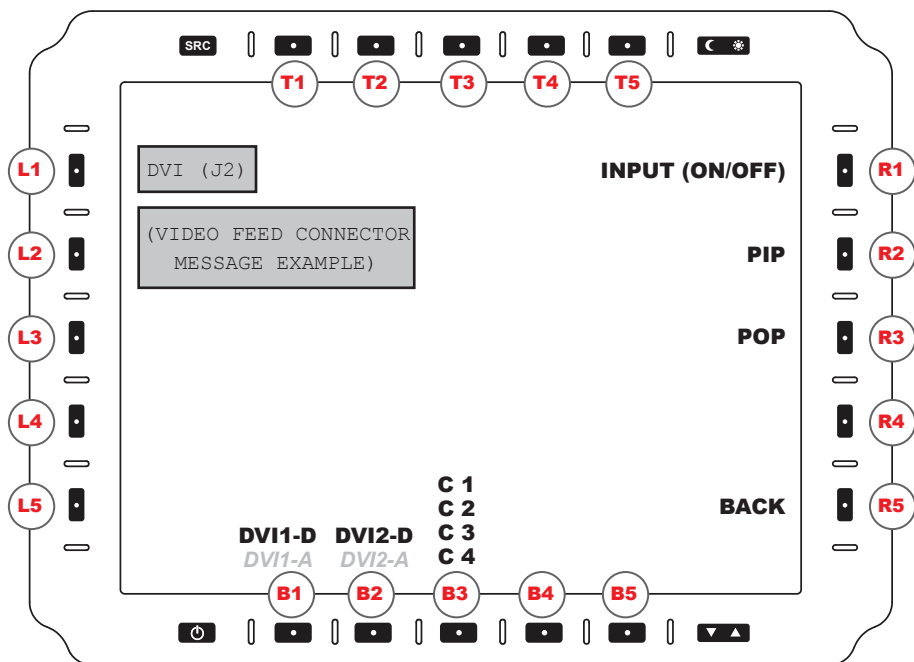 SRC
T1 T2 T3 T4 T5
L1
DVI (J2)
INPUT (ON/OFF)
R1
(VIDEO FEED CONNECTOR
MESSAGE EXAMPLE)
L2
PIP
R2
L3
POP
R3
L4
R4
L5
C 1
C 2
C 3
C 4
BACK
R5
DVI1-D DVI2-D
DVI1-A DVI2-A
B1 B2 B3 B4 B5